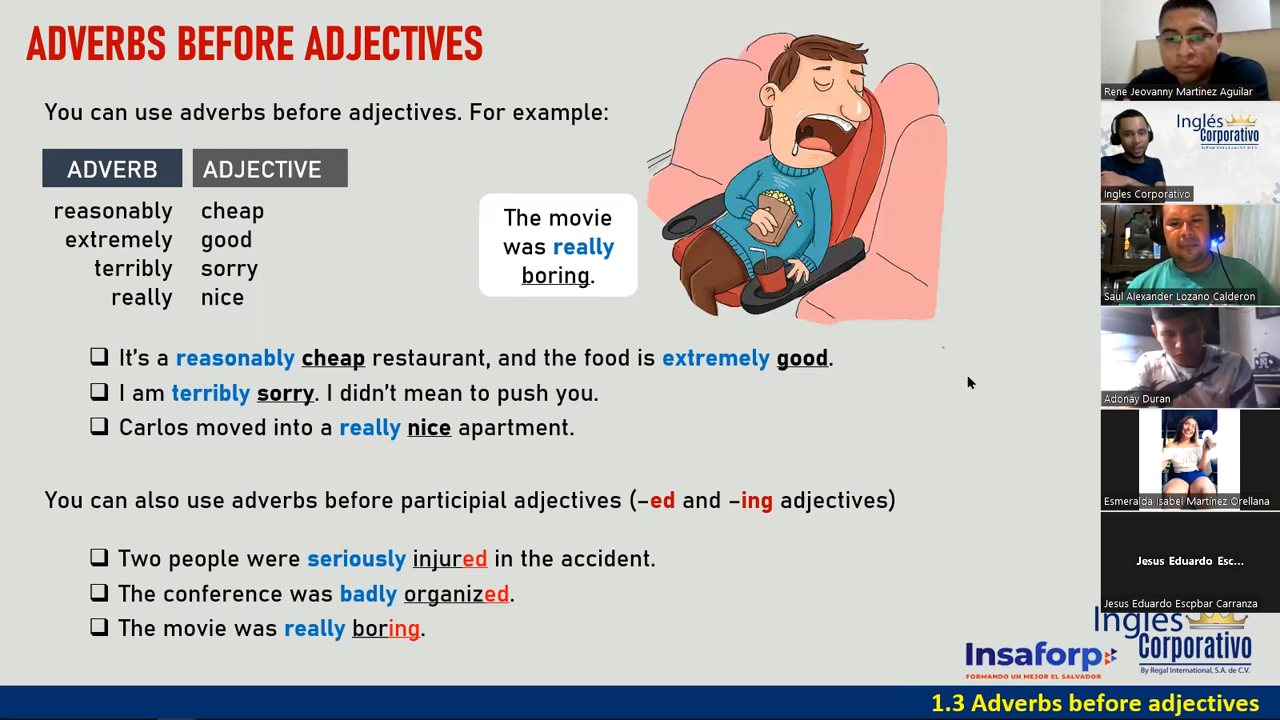 ADVERBS BEFORE ADJECTIVES
You can use adverbs before adjectives. For example:
ADVERB ADJECTIVE
reasonably cheap
extremely good
terribly sorry
really nice
The movie
was really
boring.
It's a reasonably cheap restaurant, and the food is extremely good.
I am terribly sorry. I didn't mean to push you.
Carlos moved into a really nice apartment.
You can also use adverbs before participial adjectives (–ed and –ing adjectives)
Two people were seriously injured in the accident.
The conference was badly organized.
The movie was really boring.
Rene Jeovanny Martinez Aguilar
Inglés
Corporativo
By Regal International, S.A. de C.V.
Ingles Corporativo
Saul Alexander Lozano Calderon
Adonay Duran
Esmeralda Isabel Martinez Orellana
Jesus Eduardo Esc...
Jesus Eduardo Escpbar Carranza
Insaforp
FORMANDO UN MEJOR EL SALVADOR
Inglés
Corporativo
By Regal International, S.A. de C.V.
1.3 Adverbs before adjectives